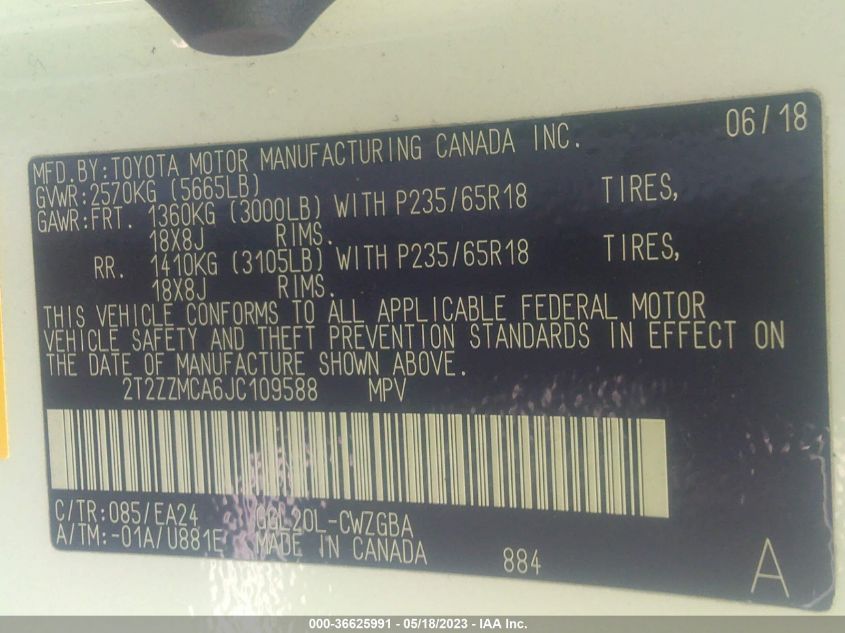 06/18
MFD.BY:TOYOTA MOTOR MANUFACTURING CANADA INC.
GVWR:2570KG (5665LB)
GAWR:FRT. 1360KG (3000LB) WITH P235/65R18 TIRES,
18X8J RIMS.
RR. 1410KG (3105LB) WITH P235/65R18 TIRES,
18X8J RIMS.
THIS VEHICLE CONFORMS TO ALL APPLICABLE FEDERAL MOTOR
VEHICLE SAFETY AND THEFT PREVENTION STANDARDS IN EFFECT ON
THE DATE OF MANUFACTURE SHOWN ABOVE.
2T2ZZMCA6JC109588 MPV
C/TR:085/EA24 GGL20L-CWZGBA
A/TM:-01A/U881E MADE IN CANADA 884
A
000-36625991 - 05/18/2023 - IAA Inc.